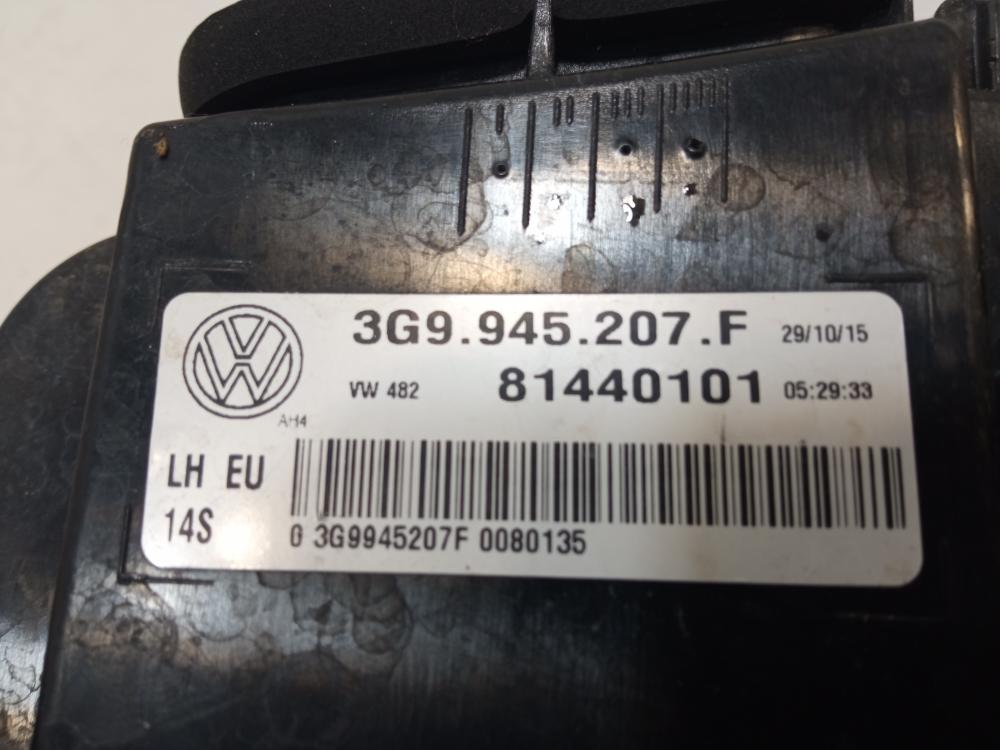 3G9.945.207.F 29/10/15
VW 482 81440101 05:29:33
AH4
LH EU
14S
0 3G9945207F 0080135